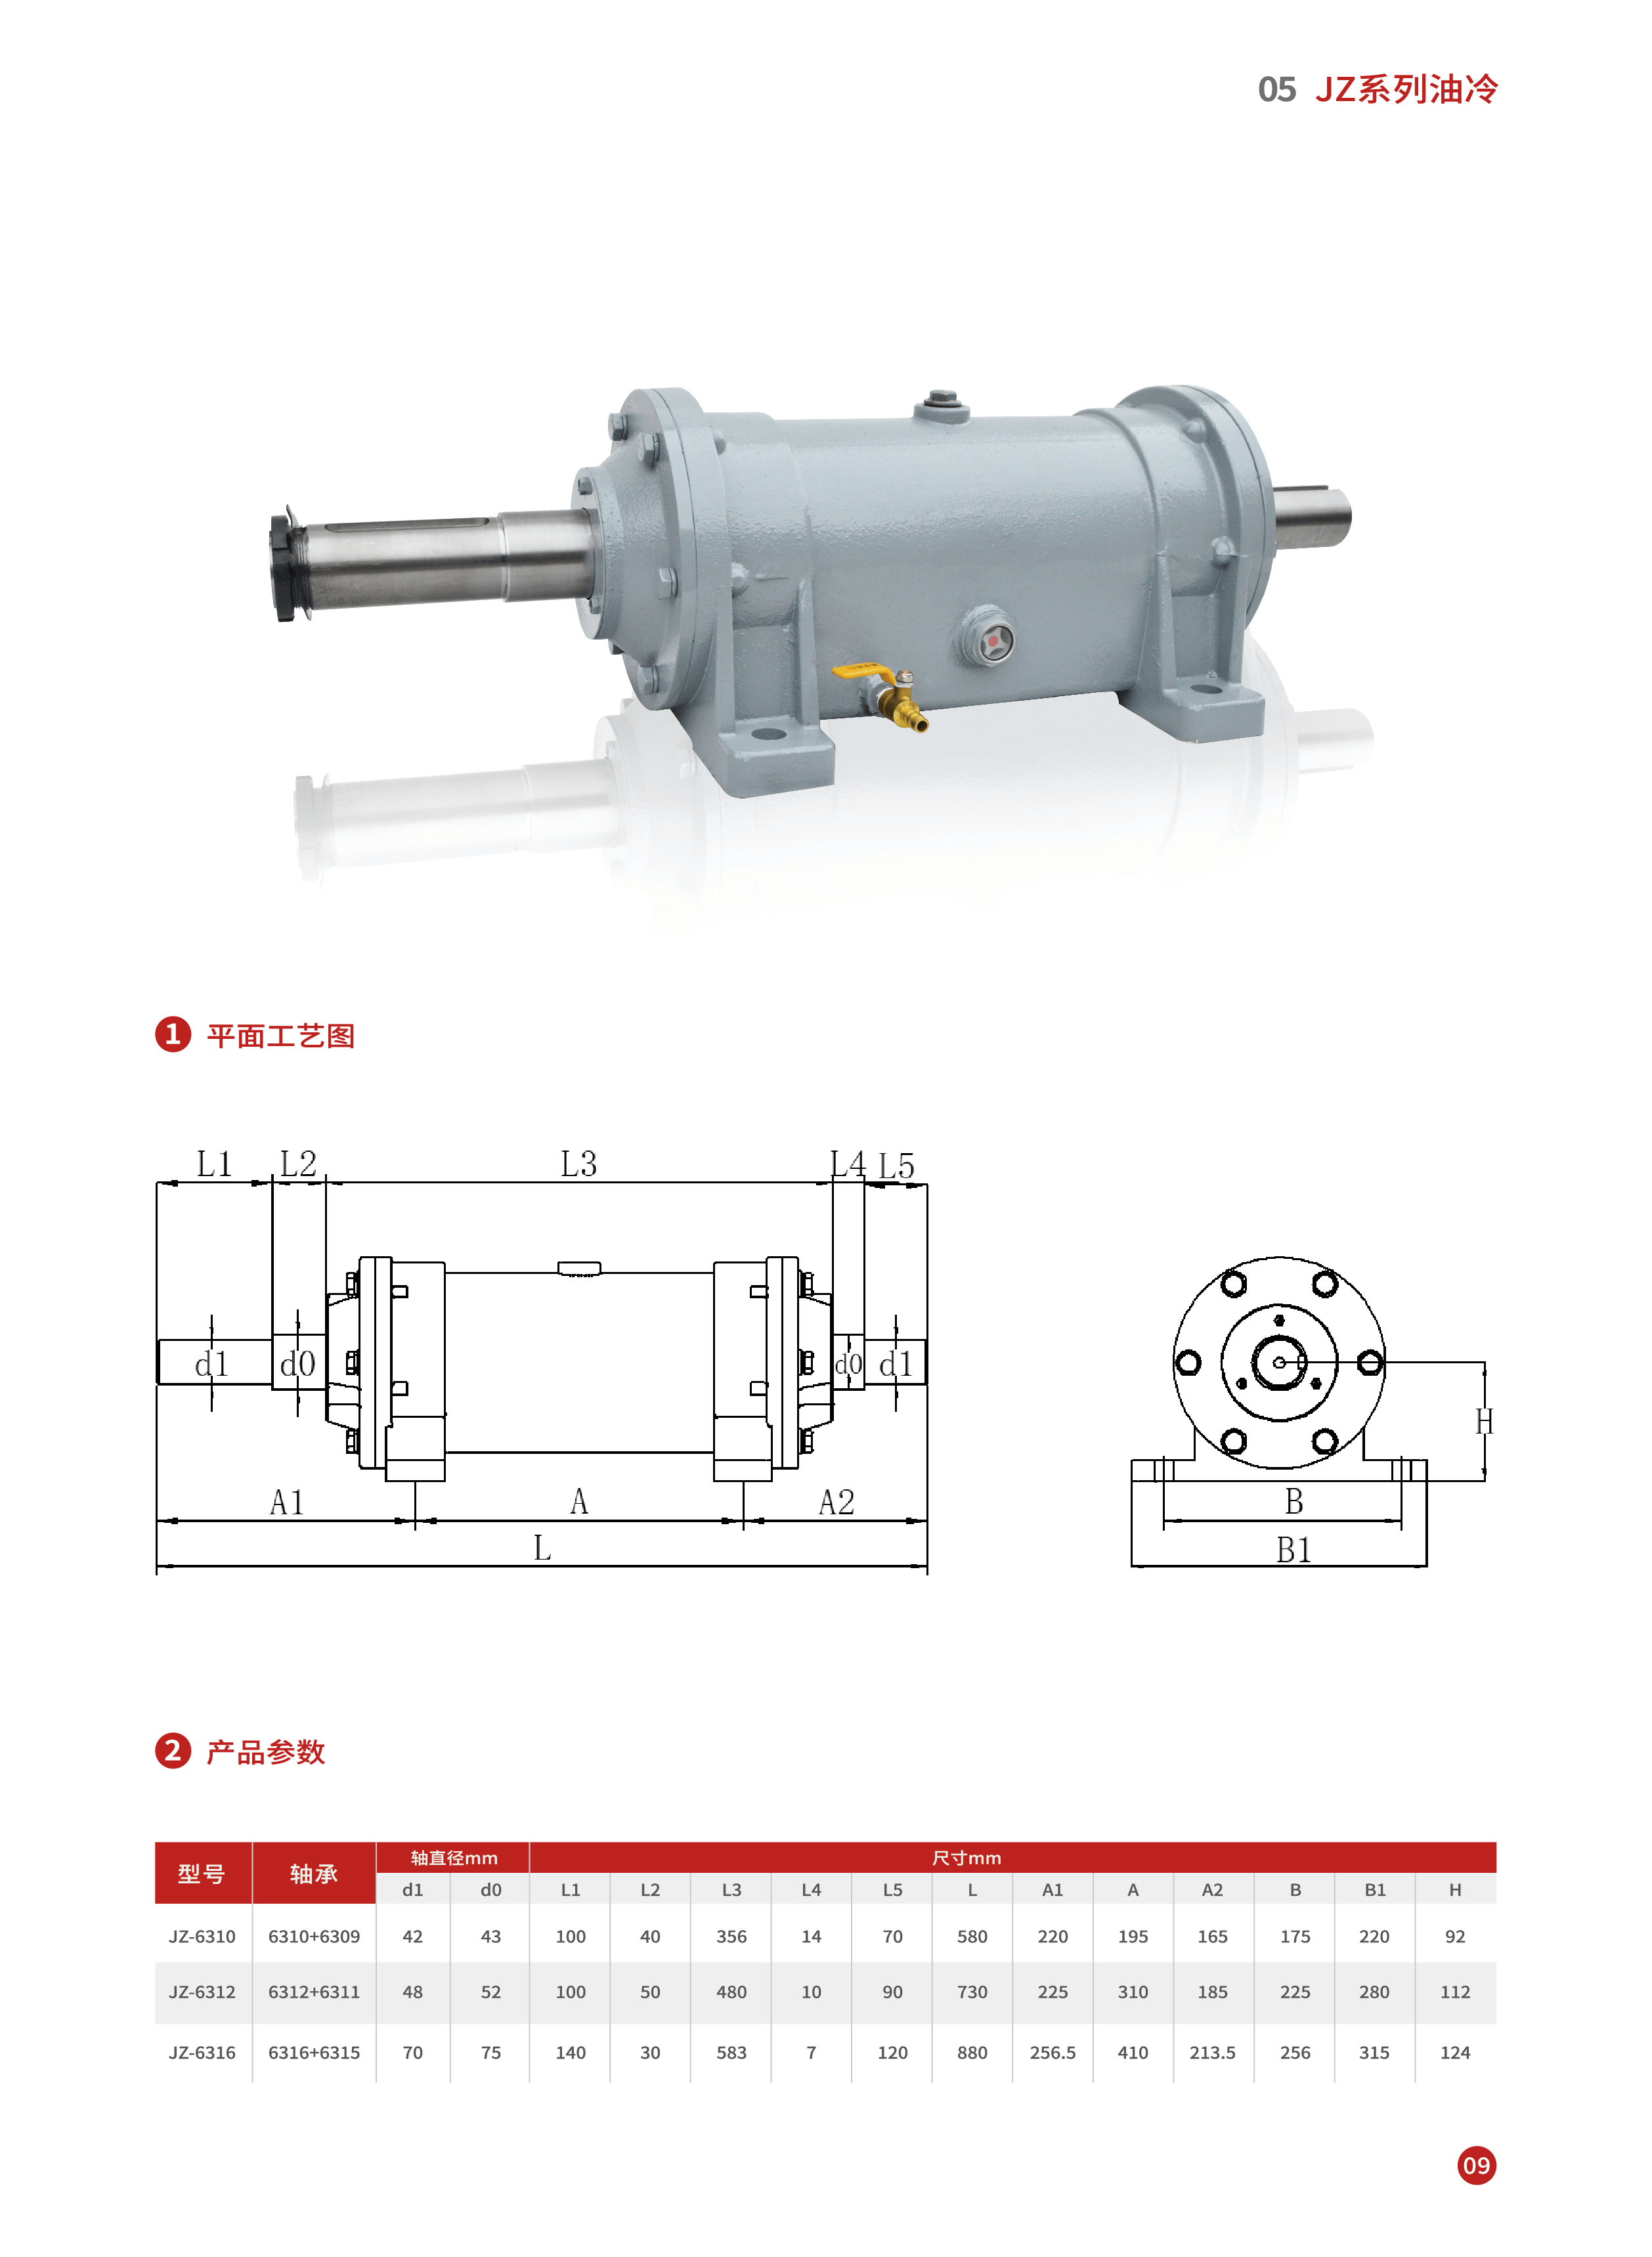 05 JZ系列油冷
1 平面工艺图
L1 L2 L3 L4 L5
d1 d0 d0 d1
H
A1 A A2 B
L B1
2 产品参数
型号 轴承 轴直径mm 尺寸mm
d1 d0 L1 L2 L3 L4 L5 L A1 A A2 B B1 H
JZ-6310 6310+6309 42 43 100 40 356 14 70 580 220 195 165 175 220 92
JZ-6312 6312+6311 48 52 100 50 480 10 90 730 225 310 185 225 280 112
JZ-6316 6316+6315 70 75 140 30 583 7 120 880 256.5 410 213.5 256 315 124
09